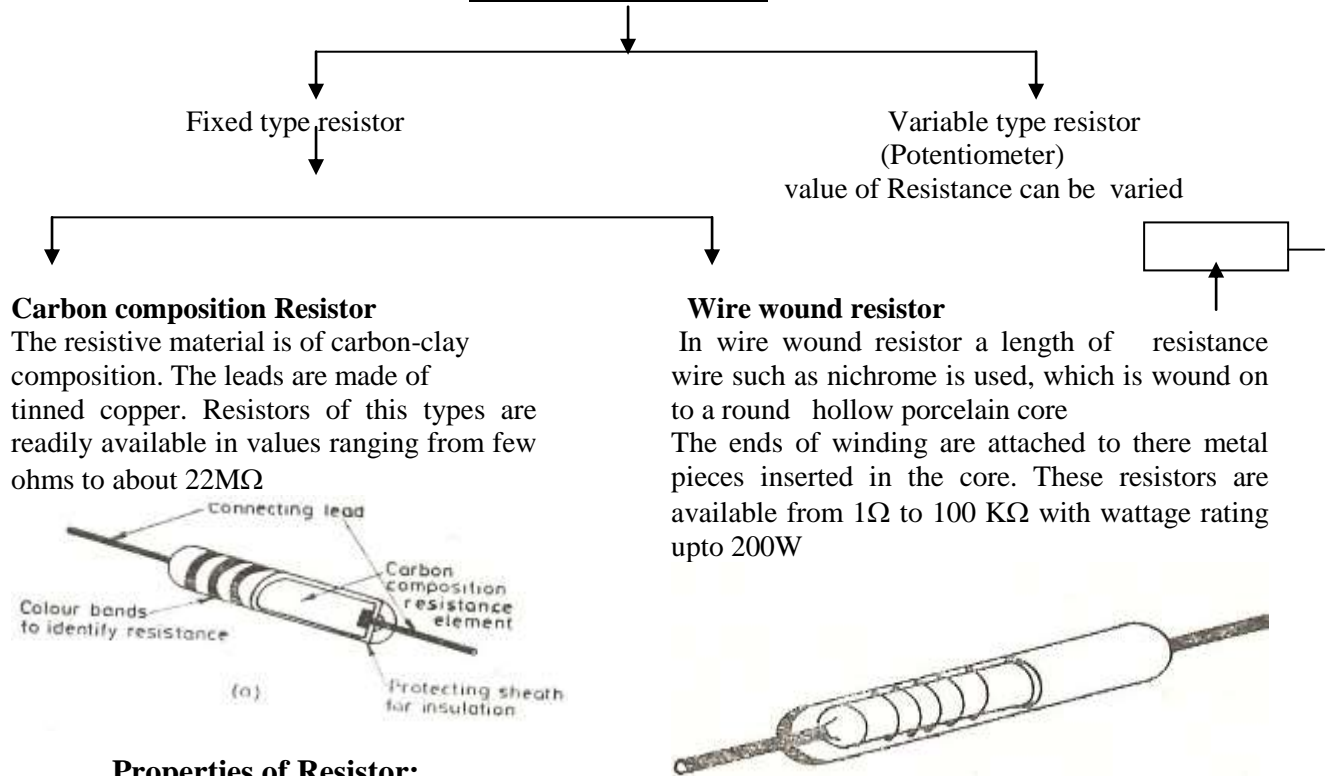 Fixed type resistor
Variable type resistor
(Potentiometer)
value of Resistance can be varied
Carbon composition Resistor
The resistive material is of carbon-clay
composition. The leads are made of
tinned copper. Resistors of this types are
readily available in values ranging from few
ohms to about 22MΩ
Connecting lead
Carbon
composition
resistance
element
Colour bands
to identify resistance
(a)
Protecting sheath
for insulation
Wire wound resistor
In wire wound resistor a length of resistance
wire such as nichrome is used, which is wound on
to a round hollow porcelain core
The ends of winding are attached to there metal
pieces inserted in the core. These resistors are
available from 1Ω to 100 KΩ with wattage rating
upto 200W
Properties of Resistor: